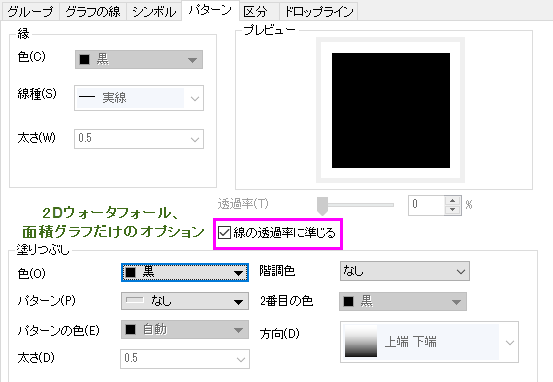 グループ グラフの線 シンボル パターン 区分 ドロップライン
縁
色(C) 黒
線種(S) 実線
太さ(W) 0.5
プレビュー
透過率(T) 0 %
2Dウォータフォール、
面積グラフだけのオプション
線の透過率に準じる
塗りつぶし
色(O) 黒
パターン(P) なし
パターンの色(E) 自動
太さ(D) 0.5
階調色 なし
2番目の色 黒
方向(D) 上端 下端